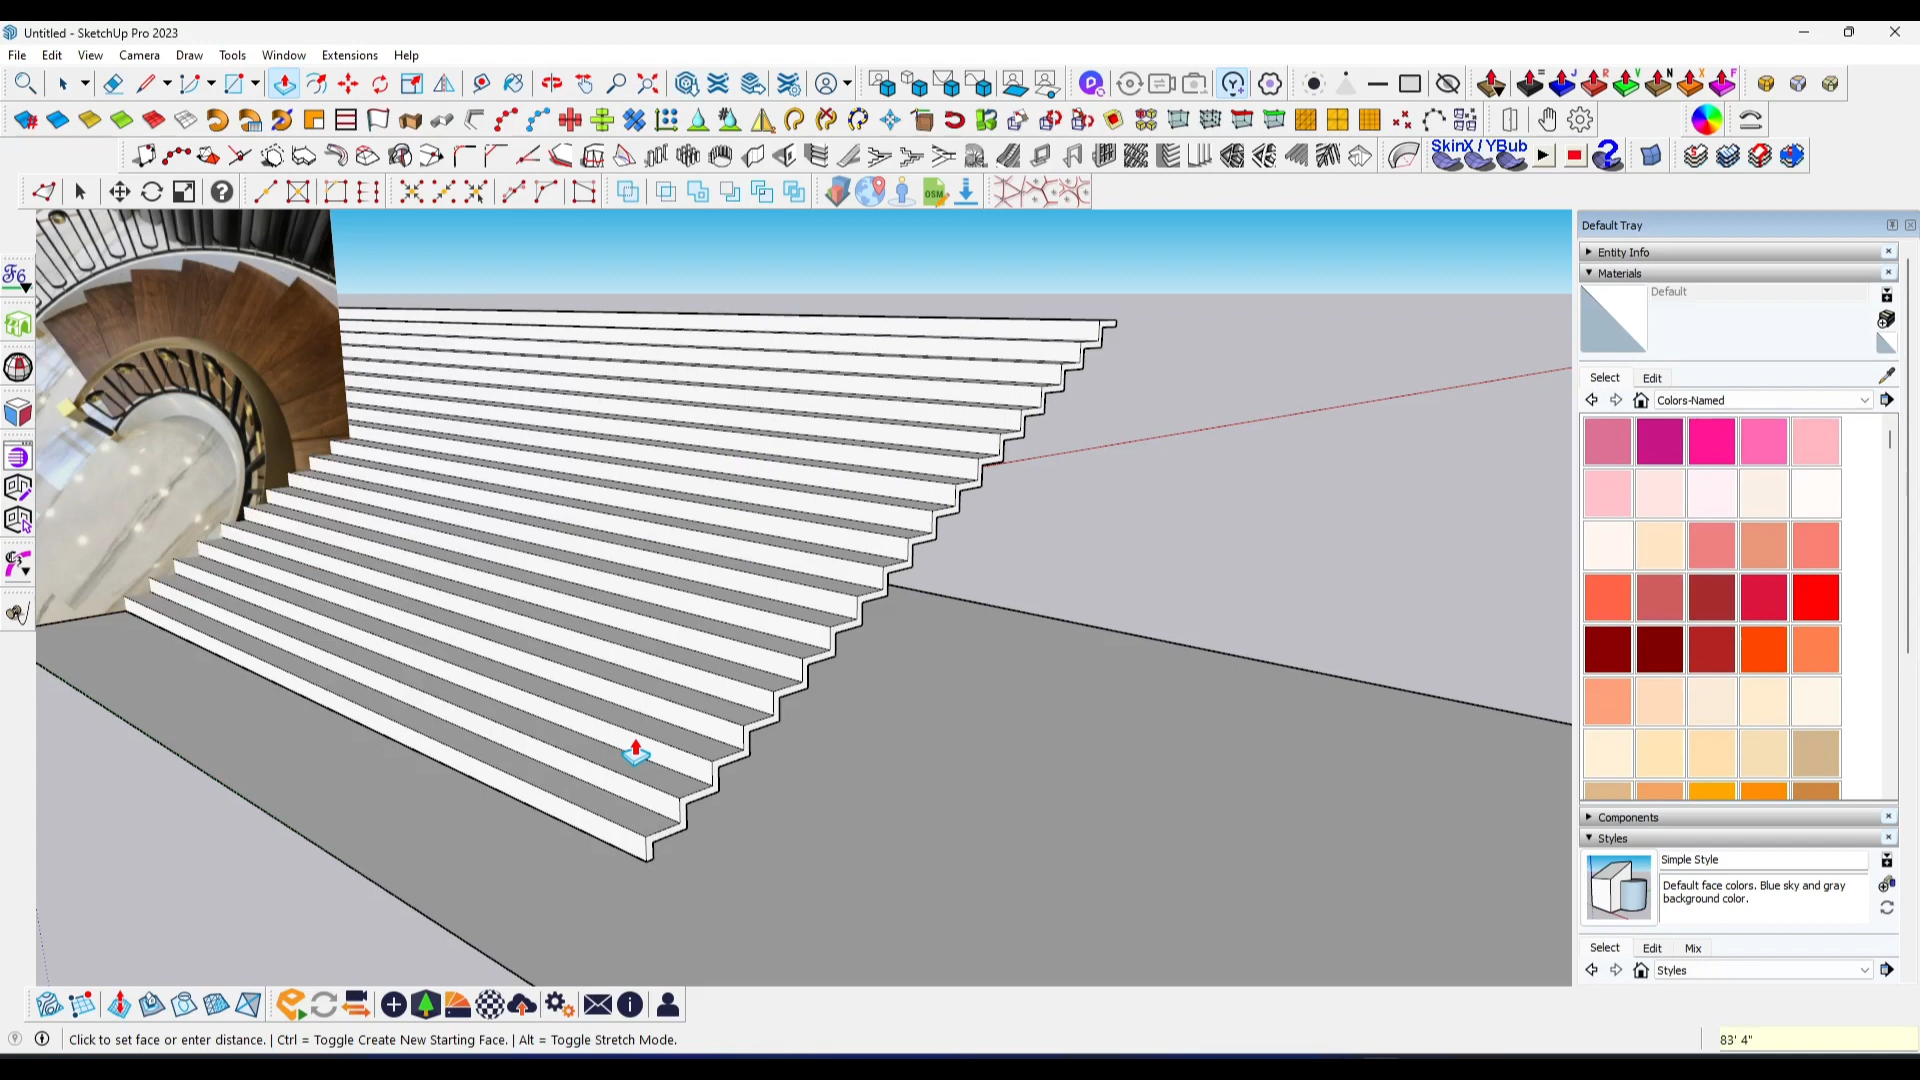 Untitled - SketchUp Pro 2023
File Edit View Camera Draw Tools Window Extensions Help
SkinX / YBub
OSM
Default Tray
Entity Info
Materials
Default
Select Edit
Colors-Named
Components
Styles
Simple Style
Default face colors. Blue sky and gray
background color.
Select Edit Mix
Styles
Click to set face or enter distance. | Ctrl = Toggle Create New Starting Face. | Alt = Toggle Stretch Mode.
83' 4"